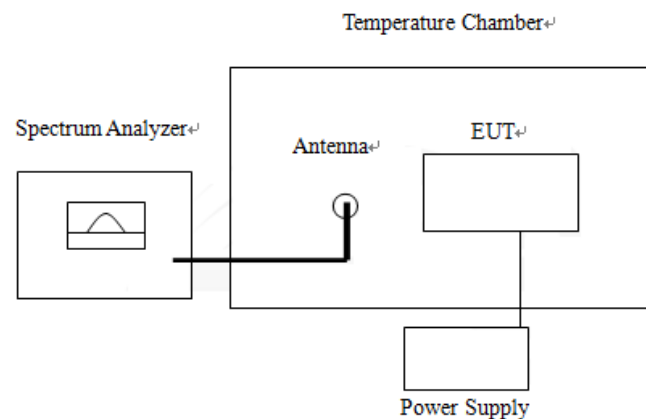 Temperature Chamber↵
Spectrum Analyzer↵
Antenna↵
EUT↵
Power Supply